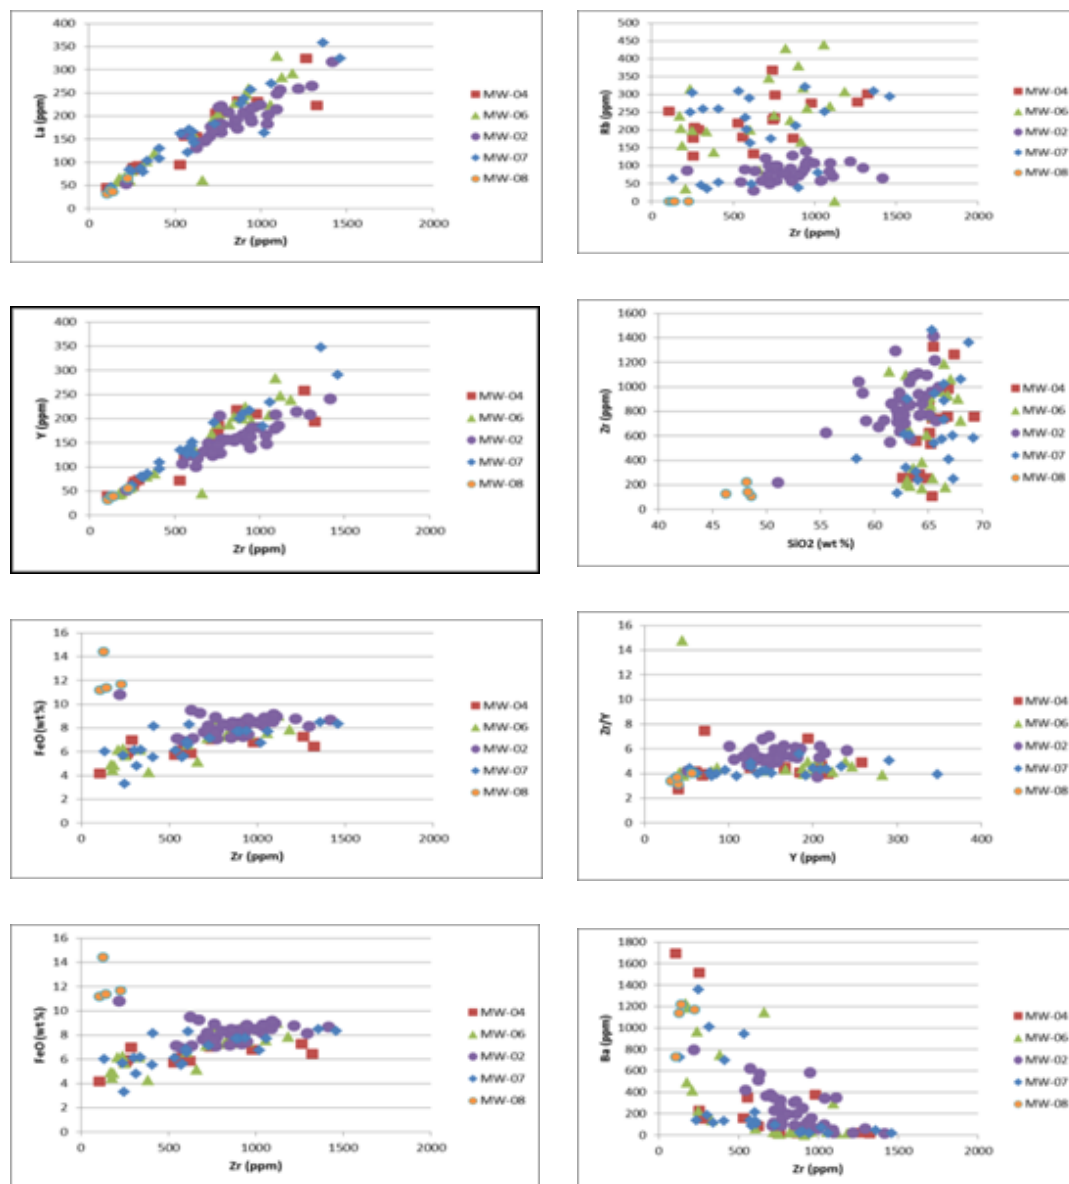 400
350
300
250
200
150
100
50
0
La (ppm)
0 500 1000 1500 2000
Zr (ppm)
MW-04
MW-06
MW-02
MW-07
MW-08
500
450
400
350
300
250
200
150
100
50
0
Rb (ppm)
0 500 1000 1500 2000
Zr (ppm)
MW-04
MW-06
MW-02
MW-07
MW-08
400
350
300
250
200
150
100
50
0
Y (ppm)
0 500 1000 1500 2000
Zr (ppm)
MW-04
MW-06
MW-02
MW-07
MW-08
1600
1400
1200
1000
800
600
400
200
0
Zr (ppm)
40 45 50 55 60 65 70
SiO2 (wt %)
MW-04
MW-06
MW-02
MW-07
MW-08
16
14
12
10
8
6
4
2
0
FeO (wt %)
0 500 1000 1500 2000
Zr (ppm)
MW-04
MW-06
MW-02
MW-07
MW-08
16
14
12
10
8
6
4
2
0
Zr/Y
0 100 200 300 400
Y (ppm)
MW-04
MW-06
MW-02
MW-07
MW-08
16
14
12
10
8
6
4
2
0
FeO (wt %)
0 500 1000 1500 2000
Zr (ppm)
MW-04
MW-06
MW-02
MW-07
MW-08
1800
1600
1400
1200
1000
800
600
400
200
0
Ba (ppm)
0 500 1000 1500 2000
Zr (ppm)
MW-04
MW-06
MW-02
MW-07
MW-08